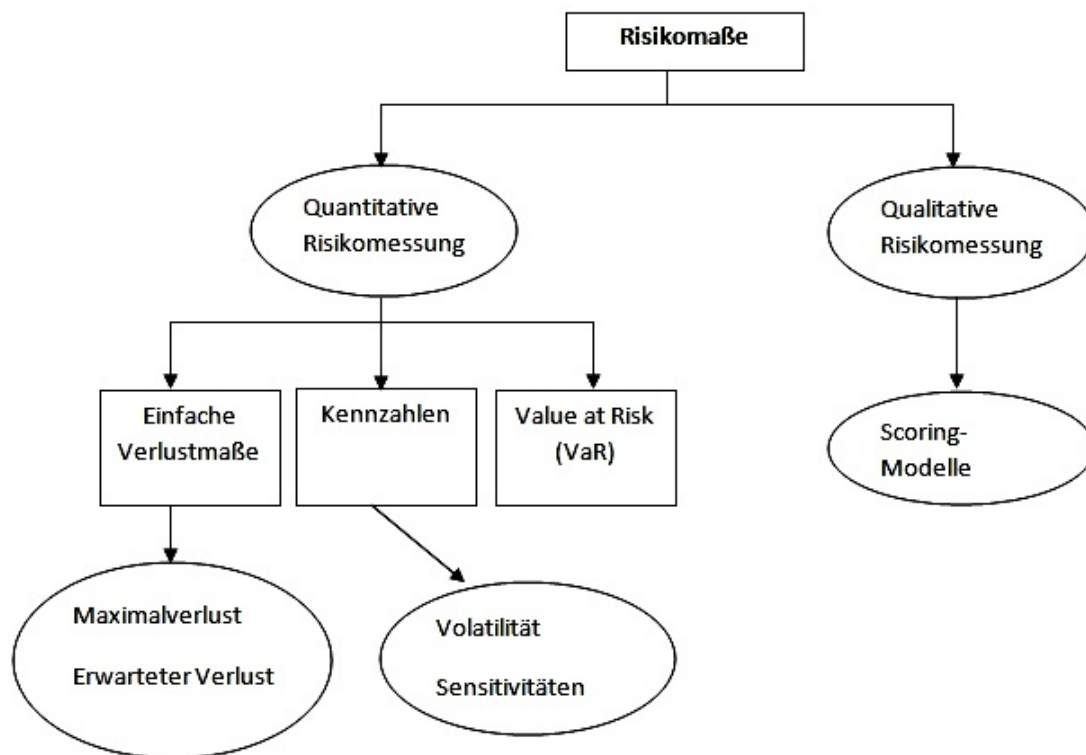 Risikomaße
Quantitative
Risikomessung
Qualitative
Risikomessung
Einfache
Verlustmaße
Kennzahlen
Value at Risk
(VaR)
Scoring-
Modelle
Maximalverlust
Erwarteter Verlust
Volatilität
Sensitivitäten